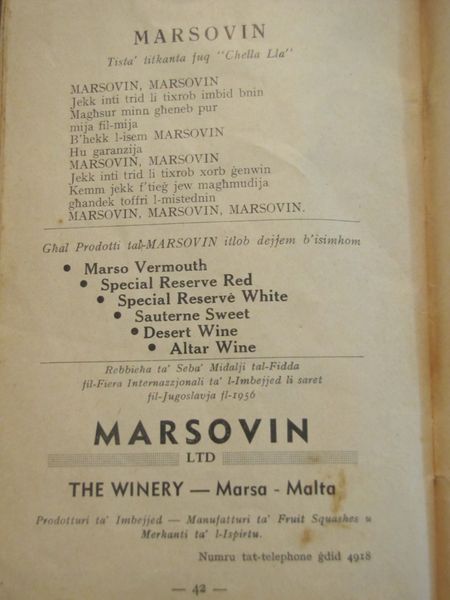 MARSOVIN
Tista' titkanta fuq "Chella Lla"
MARSOVIN, MARSOVIN
Jekk inti trid li tixrob imbid bnin
Magħsur minn għeneb pur
mija fil-mija
B'hekk l-isem MARSOVIN
Hu garanzija
MARSOVIN, MARSOVIN
Jekk inti trid li tixrob xorb ġenwin
Kemm jekk f'tieġ jew magħmudija
għandek toffri l-mistednin
MARSOVIN, MARSOVIN, MARSOVIN.
Għal Prodotti tal-MARSOVIN itlob dejjem b'isimhom
• Marso Vermouth
• Special Reserve Red
• Special Reserve White
• Sauterne Sweet
• Desert Wine
• Altar Wine
Rebbieħa ta' Seba' Midalji tal-Fidda
fil-Fiera Internazzjonali ta' l-Imbejjed li saret
fil-Jugoslavja fl-1956
MARSOVIN
LTD
THE WINERY — Marsa - Malta
Prodotturi ta' Imbejjed — Manufatturi ta' Fruit Squashes u
Merkanti ta' l-Ispirtu.
Numru tat-telephone ġdid 4918
— 42 —